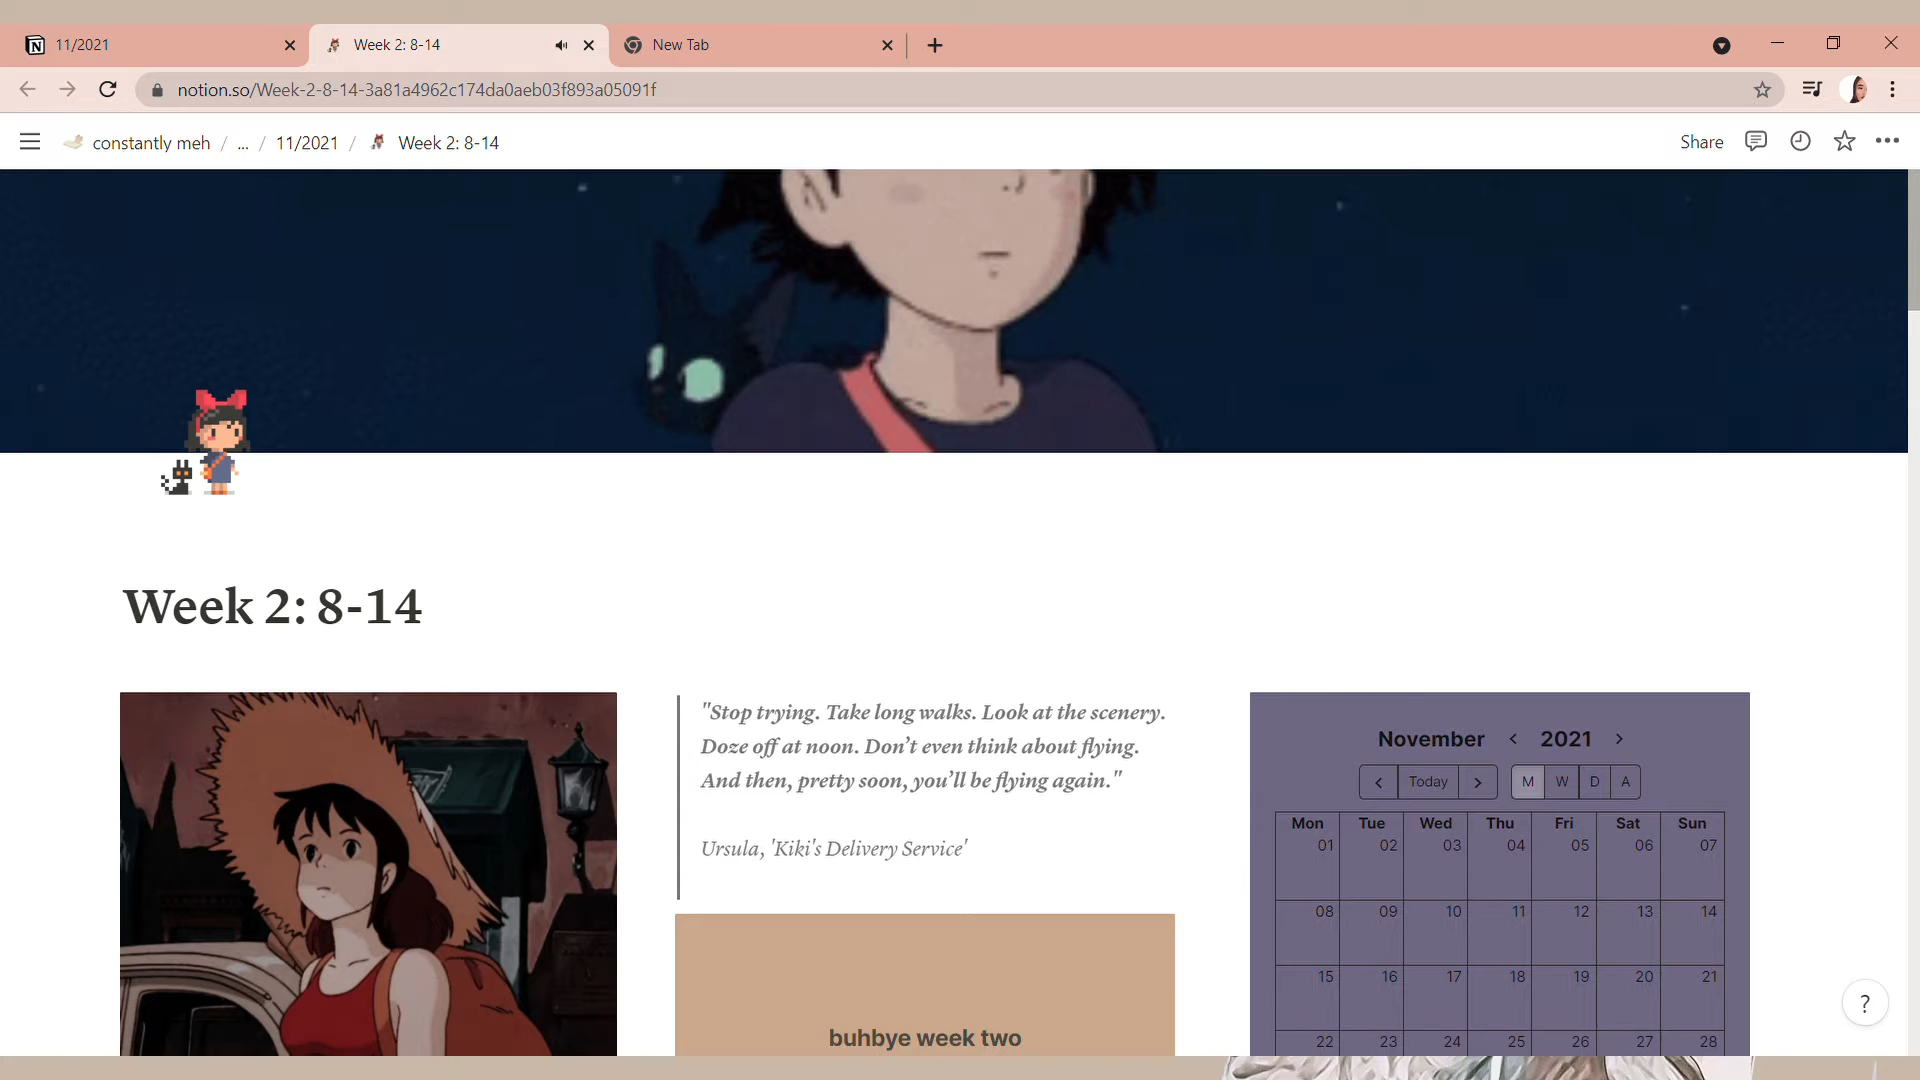 11/2021
Week 2: 8-14
New Tab
notion.so/Week-2-8-14-3a81a4962c174da0aeb03f893a05091f
constantly meh / ... / 11/2021 / Week 2: 8-14
Share
Week 2: 8-14
"Stop trying. Take long walks. Look at the scenery.
Doze off at noon. Don’t even think about flying.
And then, pretty soon, you’ll be flying again."
Ursula, 'Kiki's Delivery Service'
buhbye week two
November < 2021 >
< Today > M W D A
Mon Tue Wed Thu Fri Sat Sun
01 02 03 04 05 06 07
08 09 10 11 12 13 14
15 16 17 18 19 20 21
22 23 24 25 26 27 28
?